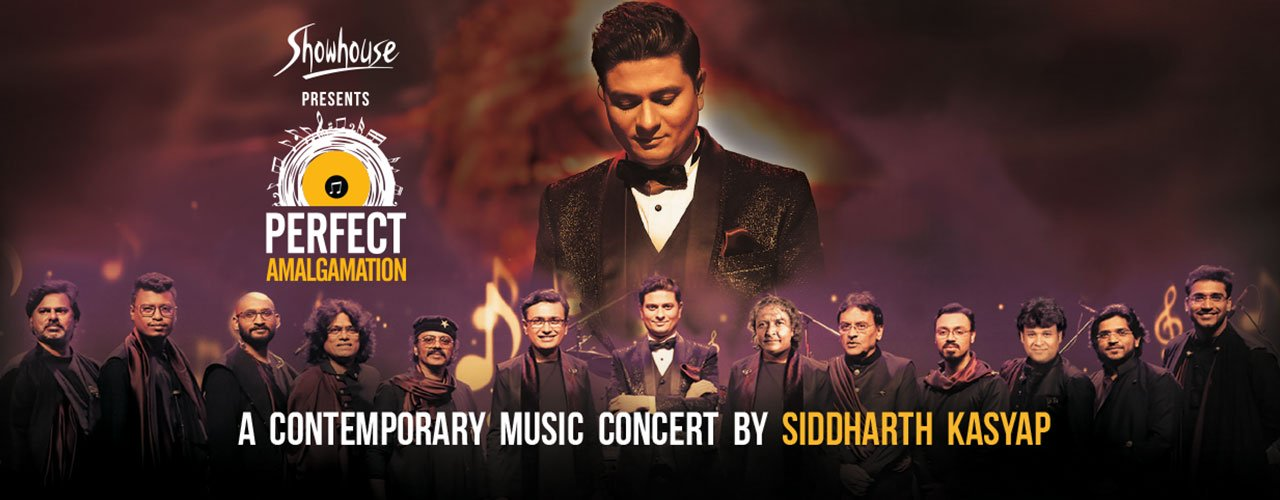 Showhouse
PRESENTS
PERFECT
AMALGAMATION
A CONTEMPORARY MUSIC CONCERT BY SIDDHARTH KASYAP